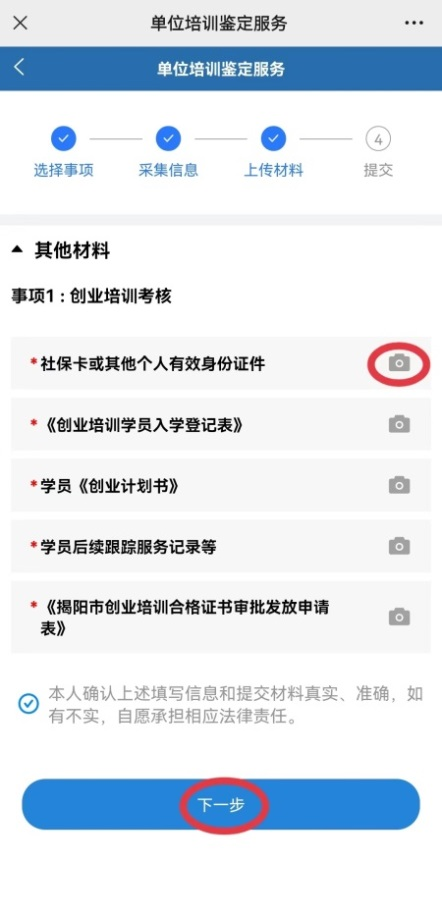 单位培训鉴定服务
单位培训鉴定服务
选择事项
采集信息
上传材料
4
提交
其他材料
事项1：创业培训考核
*社保卡或其他个人有效身份证件
*《创业培训学员入学登记表》
*学员《创业计划书》
*学员后续跟踪服务记录等
*《揭阳市创业培训合格证书审批发放申请
表》
本人确认上述填写信息和提交材料真实、准确，如
有不实，自愿承担相应法律责任。
下一步